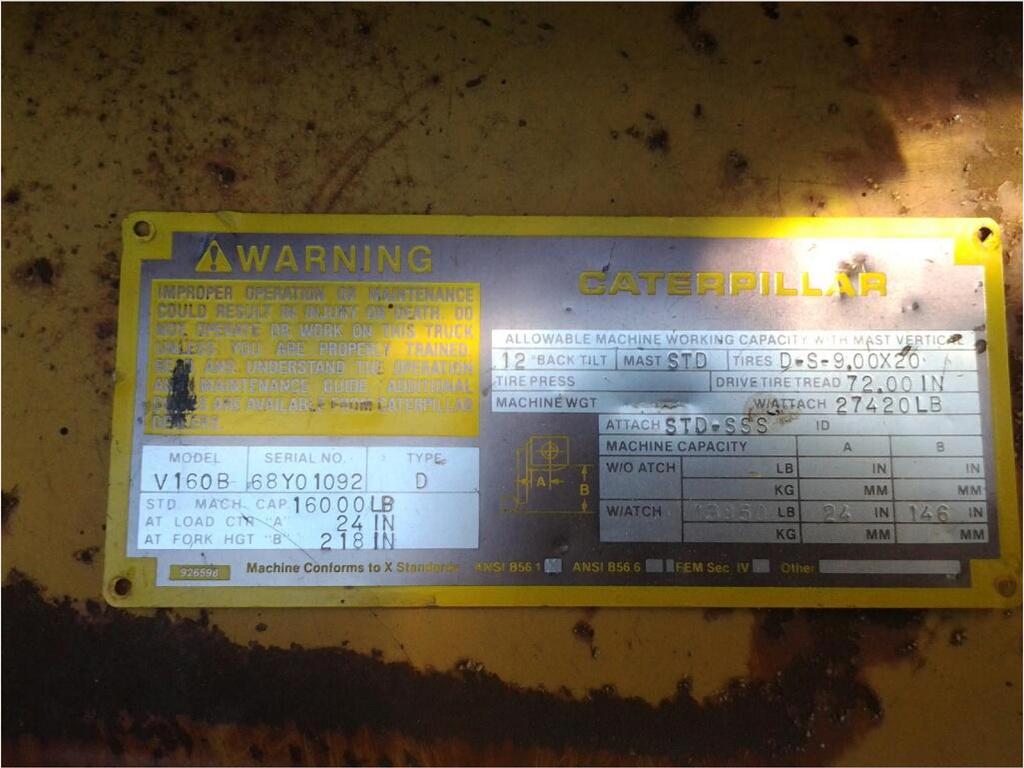 WARNING
IMPROPER OPERATION OR MAINTENANCE
COULD RESULT IN INJURY OR DEATH. DO
NOT OPERATE OR WORK ON THIS TRUCK
UNLESS YOU ARE PROPERLY TRAINED.
READ AND UNDERSTAND THE OPERATION
AND MAINTENANCE GUIDE. ADDITIONAL
ARE AVAILABLE FROM CATERPILLAR
DEALERS.
MODEL SERIAL NO. TYPE
V160B 68Y01092 D
STD. MACH. CAP. 16000 LB
AT LOAD CTR "A" 24 IN
AT FORK HGT "B" 218 IN
CATERPILLAR
ALLOWABLE MACHINE WORKING CAPACITY WITH MAST VERTICAL
12 °BACK TILT MAST STD TIRES D-S-9.00X20
TIRE PRESS DRIVE TIRE TREAD 72.00 IN
MACHINE WGT W/ATTACH 27420LB
ATTACH STD-SSS ID
MACHINE CAPACITY A B
W/O ATCH LB IN IN
KG MM MM
W/ATCH LB 24 IN 146 IN
KG MM MM
A
B
926596 Machine Conforms to X Standards ANSI B56 1 X ANSI B56 6 FEM Sec. IV Other